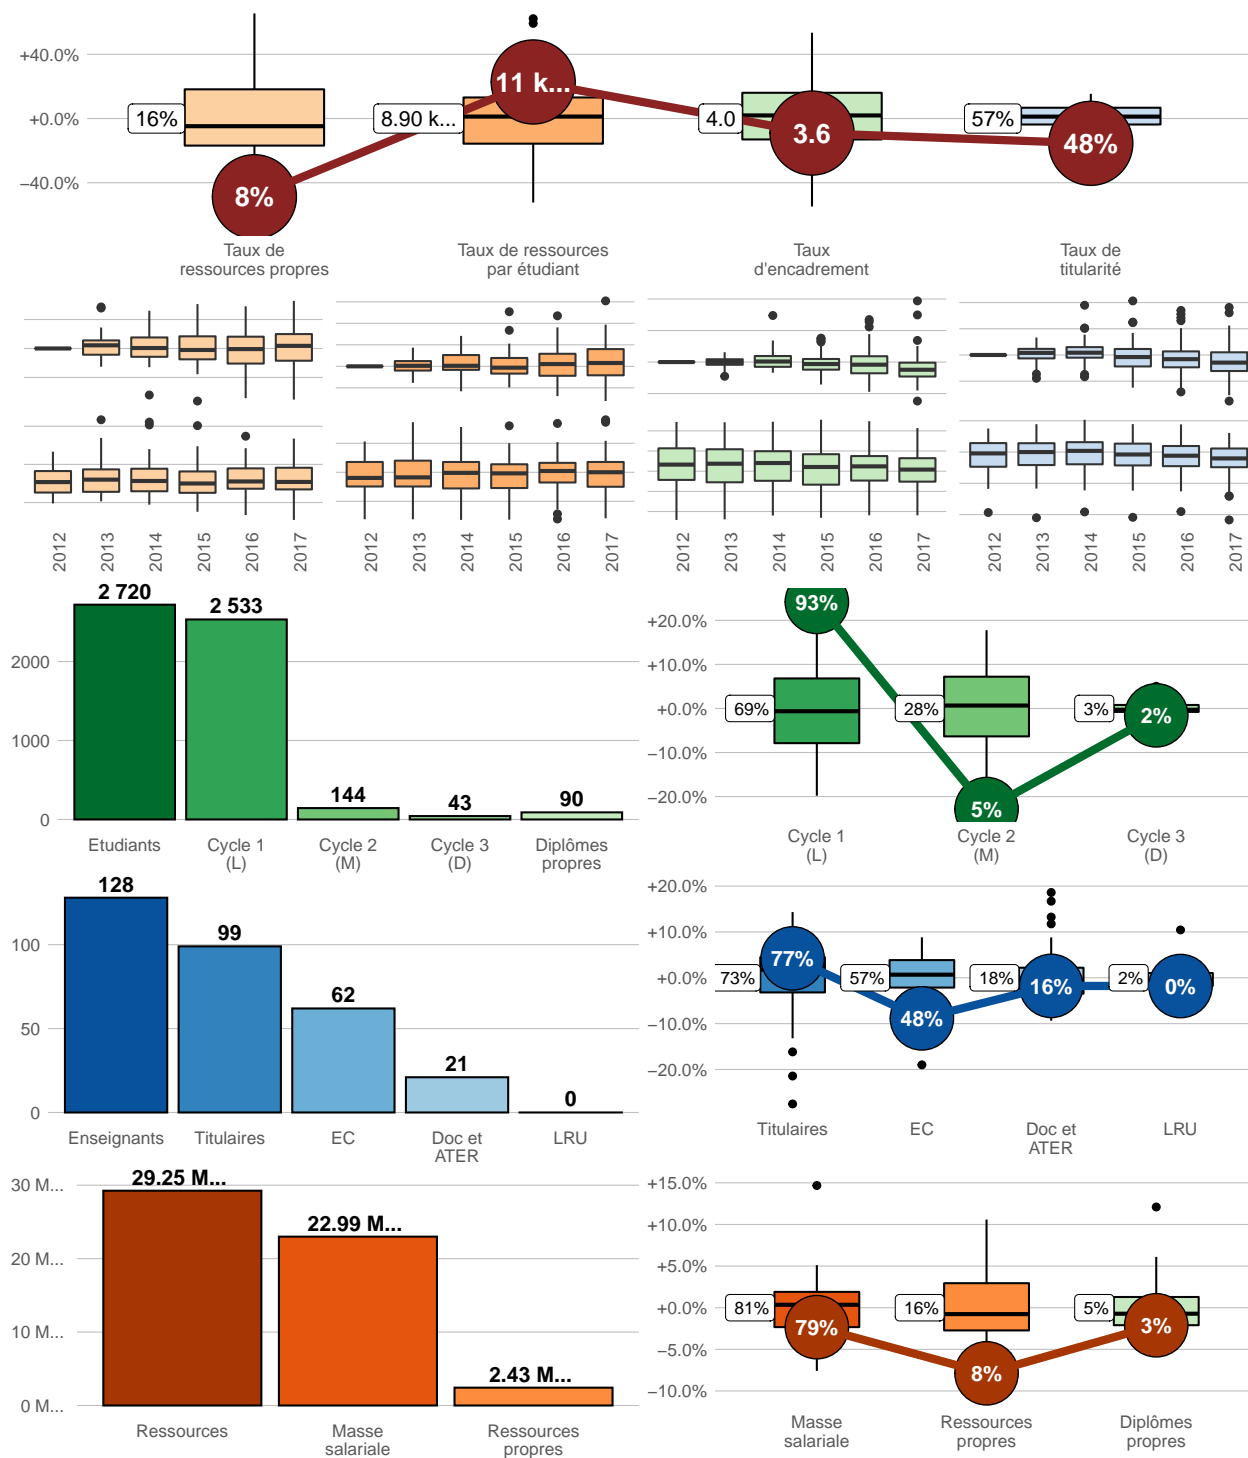 +40.0%
+0.0%
−40.0%
16%
8.90 k...
4.0
57%
8%
11 k...
3.6
48%
Taux de
ressources propres
Taux de ressources
par étudiant
Taux
d'encadrement
Taux de
titularité
2012
2013
2014
2015
2016
2017
2012
2013
2014
2015
2016
2017
2012
2013
2014
2015
2016
2017
2012
2013
2014
2015
2016
2017
2000
1000
0
2 720
2 533
144
43
90
Etudiants
Cycle 1
(L)
Cycle 2
(M)
Cycle 3
(D)
Diplômes
propres
+20.0%
+10.0%
+0.0%
−10.0%
−20.0%
69%
28%
3%
93%
5%
2%
Cycle 1
(L)
Cycle 2
(M)
Cycle 3
(D)
100
50
0
128
99
62
21
0
Enseignants
Titulaires
EC
Doc et
ATER
LRU
+20.0%
+10.0%
+0.0%
−10.0%
−20.0%
73%
57%
18%
2%
77%
48%
16%
0%
Titulaires
EC
Doc et
ATER
LRU
30 M...
20 M...
10 M...
0 M...
29.25 M...
22.99 M...
2.43 M...
Ressources
Masse
salariale
Ressources
propres
+15.0%
+10.0%
+5.0%
+0.0%
−5.0%
−10.0%
81%
16%
5%
79%
8%
3%
Masse
salariale
Ressources
propres
Diplômes
propres